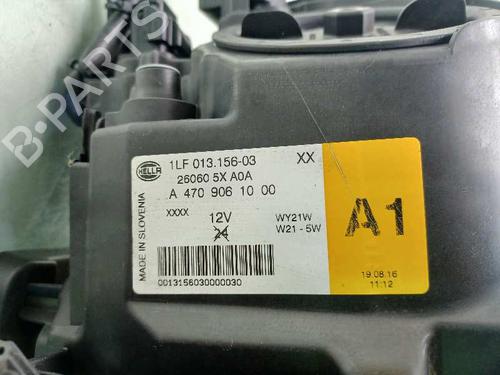 B-PARTS
HELLA
1LF 013.156-03 XX
26060 5X A0A
A 470 906 10 00
XXXX 12V WY21W
24 W21 - 5W
MADE IN SLOVENIA
0013156030000030
A1
19.08.16
11:12